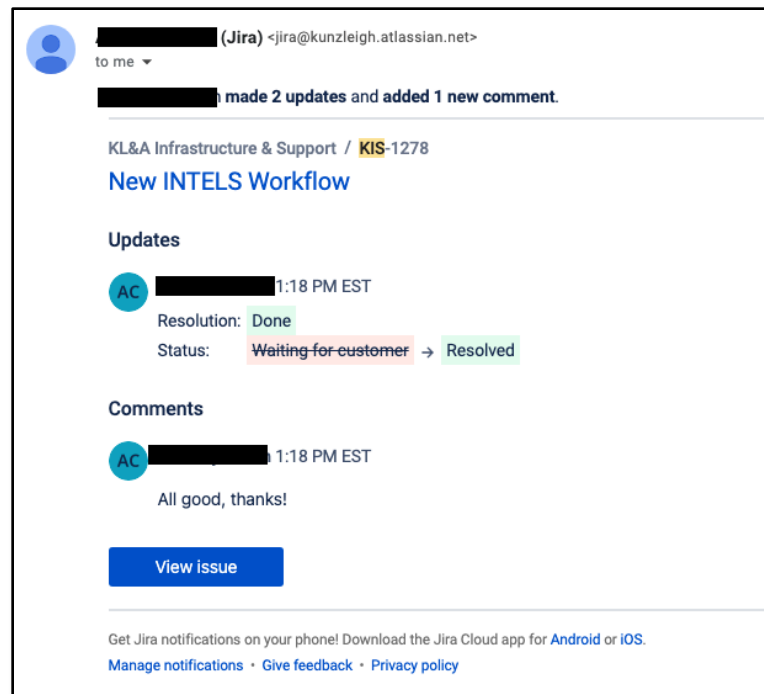 (Jira) <jira@kunzleigh.atlassian.net>
to me
made 2 updates and added 1 new comment.
KL&A Infrastructure & Support / KIS-1278
New INTELS Workflow
Updates
AC 1:18 PM EST
Resolution: Done
Status: Waiting for customer → Resolved
Comments
AC 1:18 PM EST
All good, thanks!
View issue
Get Jira notifications on your phone! Download the Jira Cloud app for Android or iOS.
Manage notifications • Give feedback • Privacy policy